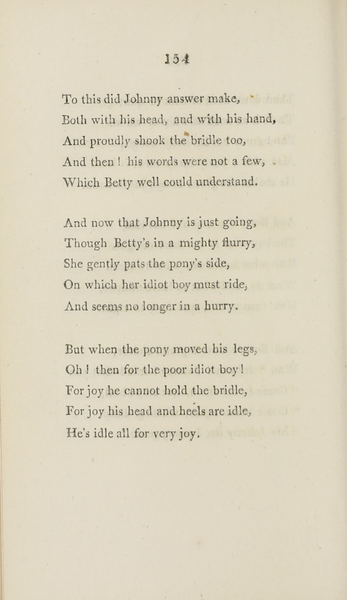 154
To this did Johnny answer make,
Both with his head, and with his hand,
And proudly shook the bridle too,
And then! his words were not a few,
Which Betty well could understand.
And now that Johnny is just going,
Though Betty's in a mighty flurry,
She gently pats the pony's side,
On which her idiot boy must ride,
And seems no longer in a hurry.
But when the pony moved his legs,
Oh! then for the poor idiot boy!
For joy he cannot hold the bridle,
For joy his head and heels are idle,
He's idle all for very joy.